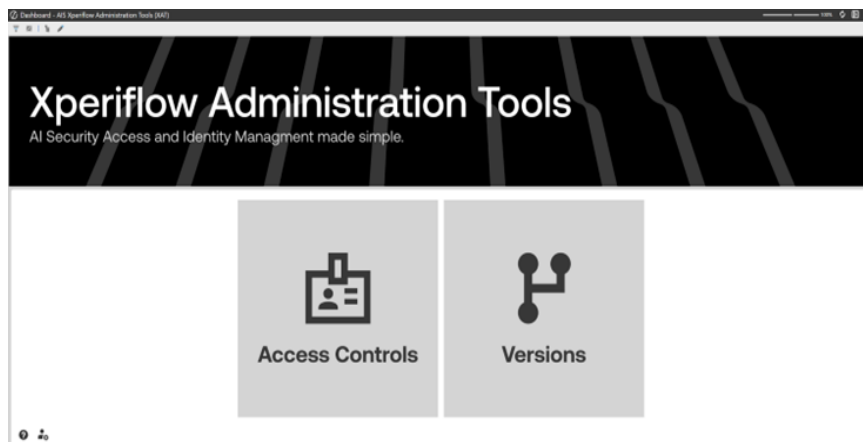 Dashboard - AIS Xperiflow Administration Tools (XAT)
100%
Xperiflow Administration Tools
AI Security Access and Identity Managment made simple.
Access Controls
Versions